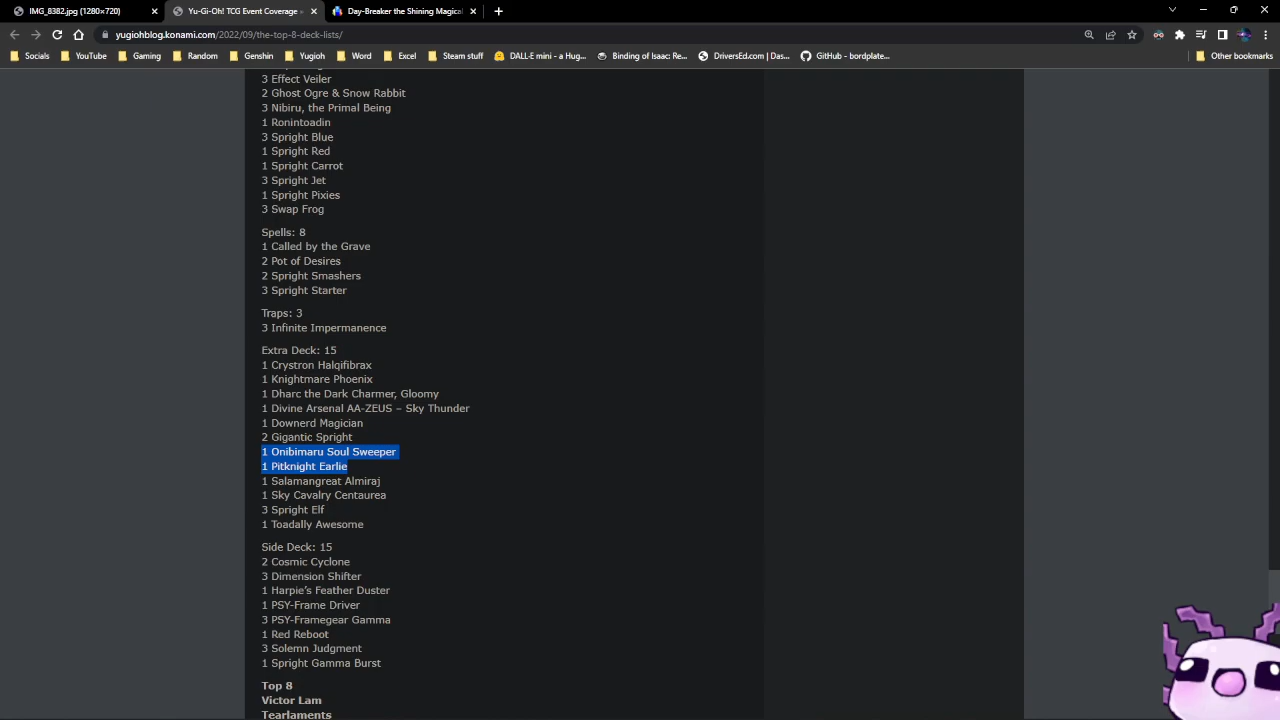 IMG_8382.jpg (1280×720)
Yu-Gi-Oh! TCG Event Coverage
Day-Breaker the Shining Magical
yugiohblog.konami.com/2022/09/the-top-8-deck-lists/
Socials
YouTube
Gaming
Random
Genshin
Word
Excel
Steam stuff
DALL·E mini - a Hug...
Binding of Isaac: Re...
DriversEd.com | Das...
GitHub - bordplate...
Other bookmarks
3 Effect Veiler
2 Ghost Ogre & Snow Rabbit
3 Nibiru, the Primal Being
1 Ronintoadin
3 Spright Blue
1 Spright Red
1 Spright Carrot
3 Spright Jet
1 Spright Pixies
3 Swap Frog
Spells: 8
1 Called by the Grave
2 Pot of Desires
2 Spright Smashers
3 Spright Starter
Traps: 3
3 Infinite Impermanence
Extra Deck: 15
1 Crystron Halqifibrax
1 Knightmare Phoenix
1 Dharc the Dark Charmer, Gloomy
1 Divine Arsenal AA-ZEUS – Sky Thunder
1 Downerd Magician
2 Gigantic Spright
1 Onibimaru Soul Sweeper
1 Pitknight Earlie
1 Salamangreat Almiraj
1 Sky Cavalry Centaurea
3 Spright Elf
1 Toadally Awesome
Side Deck: 15
2 Cosmic Cyclone
3 Dimension Shifter
1 Harpie’s Feather Duster
1 PSY-Frame Driver
3 PSY-Framegear Gamma
1 Red Reboot
3 Solemn Judgment
1 Spright Gamma Burst
Top 8
Victor Lam
Tearlaments